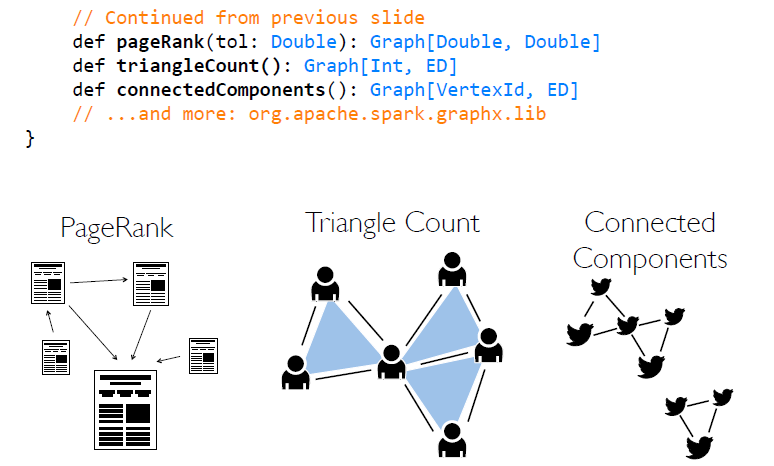 // Continued from previous slide
def pageRank(tol: Double): Graph[Double, Double]
def triangleCount(): Graph[Int, ED]
def connectedComponents(): Graph[VertexId, ED]
// ...and more: org.apache.spark.graphx.lib
}
PageRank
Triangle Count
Connected
Components